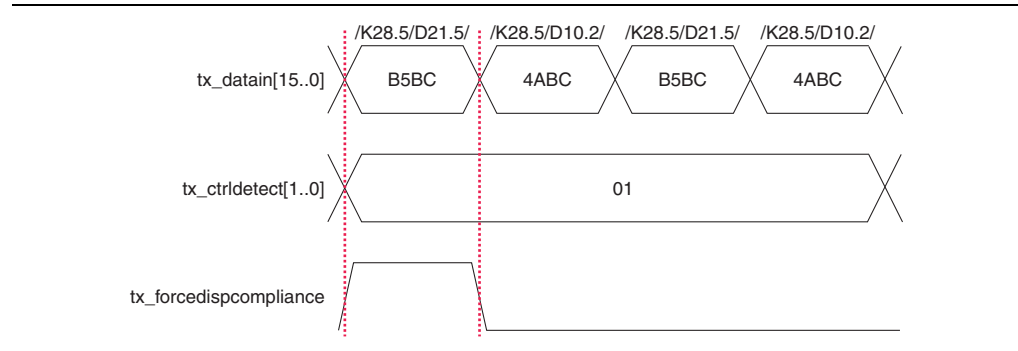 /K28.5/D21.5/ /K28.5/D10.2/ /K28.5/D21.5/ /K28.5/D10.2/
tx_datain[15..0] B5BC 4ABC B5BC 4ABC
tx_ctrldetect[1..0] 01
tx_forcedispcompliance